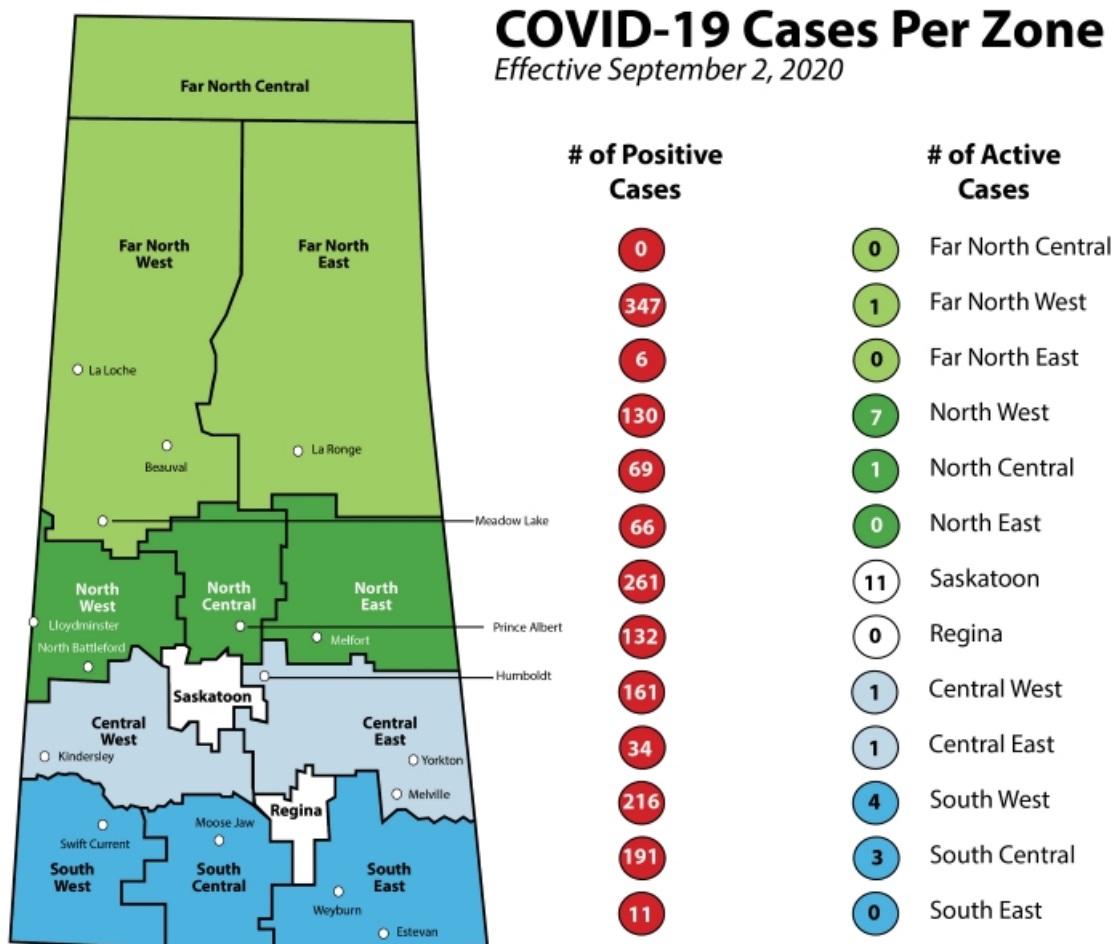 COVID-19 Cases Per Zone
Effective September 2, 2020
# of Positive
Cases
# of Active
Cases
0 0 Far North Central
347 1 Far North West
6 0 Far North East
130 7 North West
69 1 North Central
66 0 North East
261 11 Saskatoon
132 0 Regina
161 1 Central West
34 1 Central East
216 4 South West
191 3 South Central
11 0 South East
Far North Central
Far North
West
Far North
East
La Loche
Beauval
La Ronge
Meadow Lake
North
West
North
Central
North
East
Lloydminster
Prince Albert
North Battleford
Melfort
Humboldt
Saskatoon
Central
West
Central
East
Kindersley
Yorkton
Melville
Regina
Moose Jaw
Swift Current
South
West
South
Central
South
East
Weyburn
Estevan